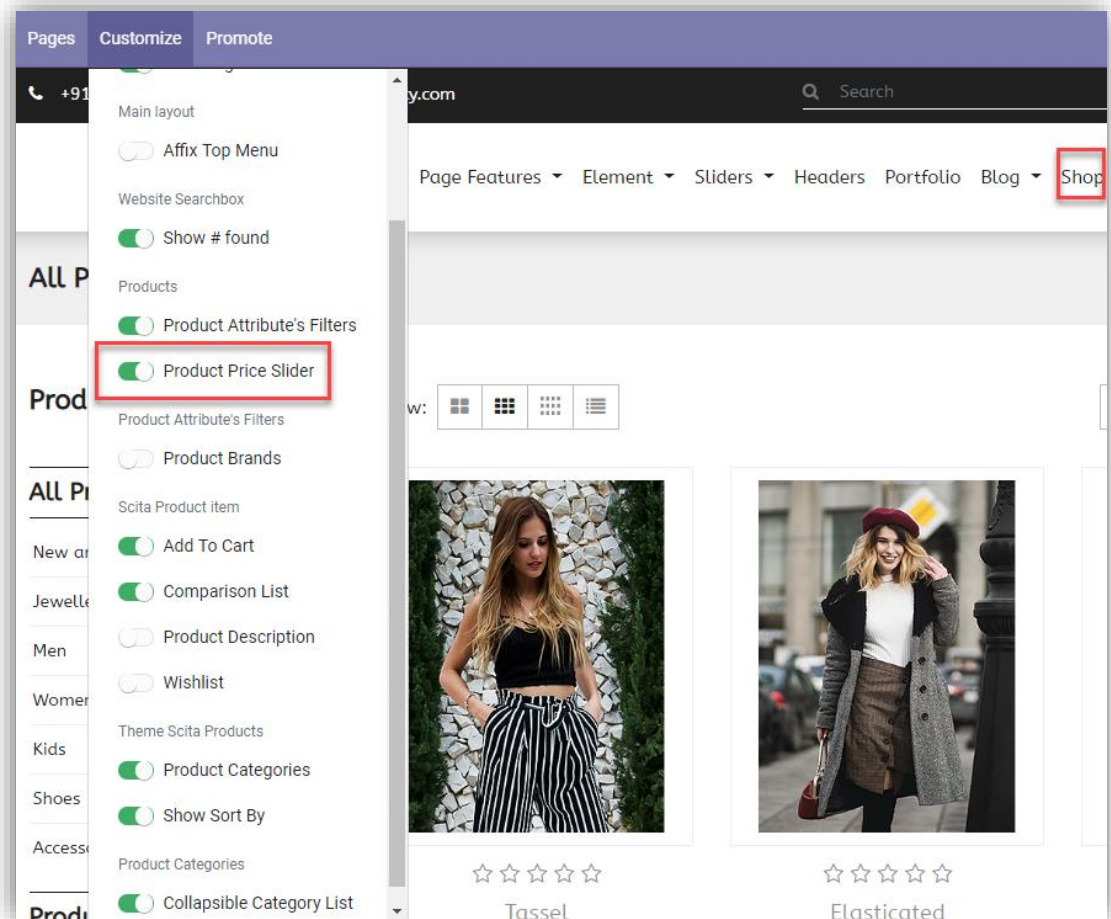 Pages Customize Promote
+91 y.com Search
Main layout
Affix Top Menu
Page Features Element Sliders Headers Portfolio Blog Shop
Website Searchbox
Show # found
All P
Products
Product Attribute's Filters
Product Price Slider
Prod w:
Product Attribute's Filters
Product Brands
All Pr
Scita Product item
New ar Add To Cart
Jewelle Comparison List
Men Product Description
Women Wishlist
Theme Scita Products
Kids Product Categories
Shoes Show Sort By
Accesso
Product Categories
Produ Collapsible Category List
Tassel Elasticated